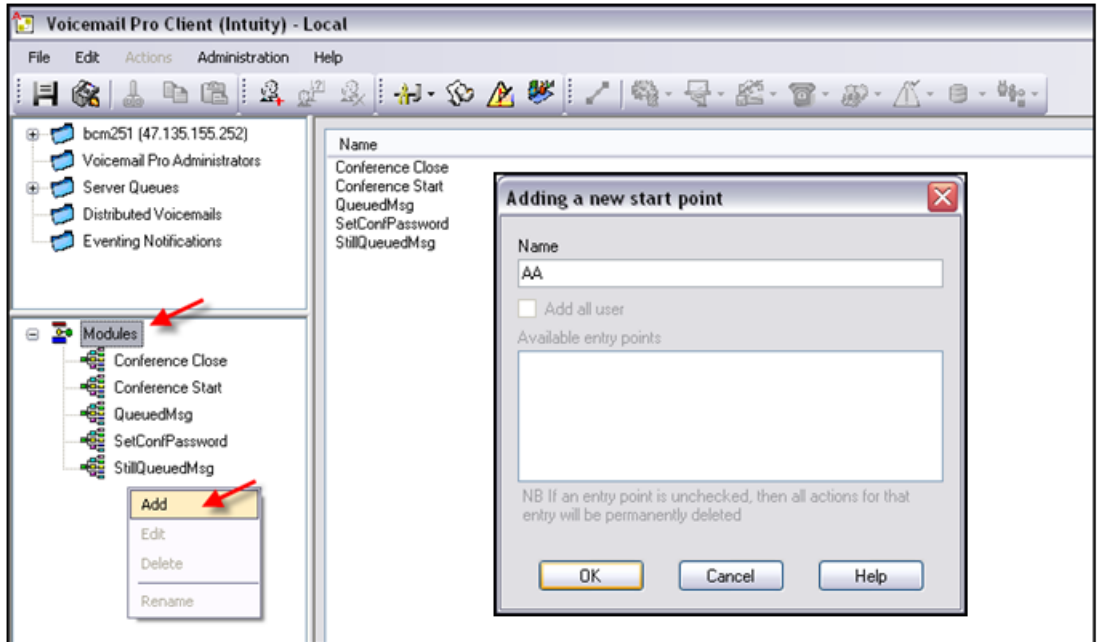 Voicemail Pro Client (Intuity) - Local
File Edit Actions Administration Help
bcm251 (47.135.155.252)
Voicemail Pro Administrators
Server Queues
Distributed Voicemails
Eventing Notifications
Modules
Conference Close
Conference Start
QueuedMsg
SetConfPassword
StillQueuedMsg
Add
Edit
Delete
Rename
Name
Conference Close
Conference Start
QueuedMsg
SetConfPassword
StillQueuedMsg
Adding a new start point
Name
AA
Add all user
Available entry points
NB If an entry point is unchecked, then all actions for that
entry will be permanently deleted
OK Cancel Help